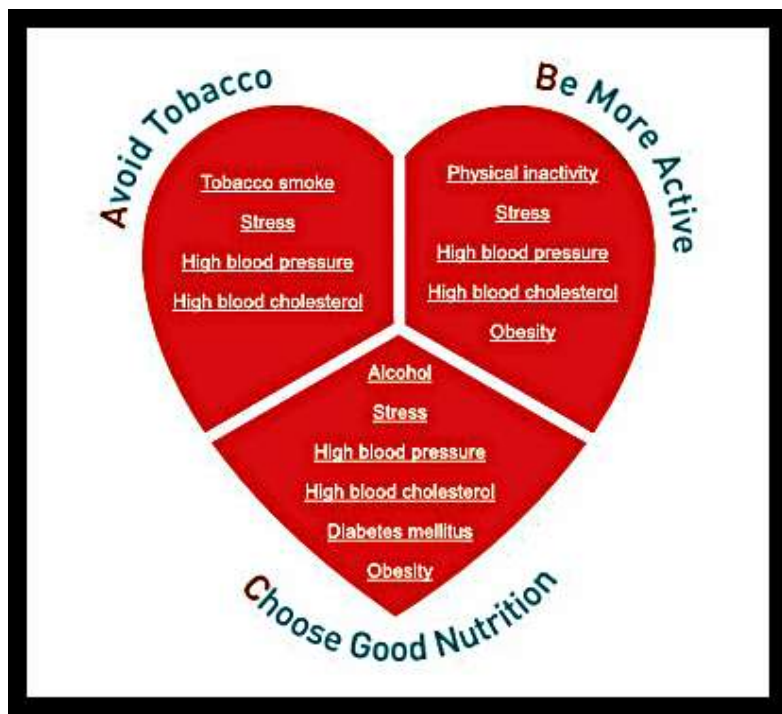 Avoid Tobacco
Tobacco smoke
Stress
High blood pressure
High blood cholesterol
Be More Active
Physical inactivity
Stress
High blood pressure
High blood cholesterol
Obesity
Alcohol
Stress
High blood pressure
High blood cholesterol
Diabetes mellitus
Obesity
Choose Good Nutrition